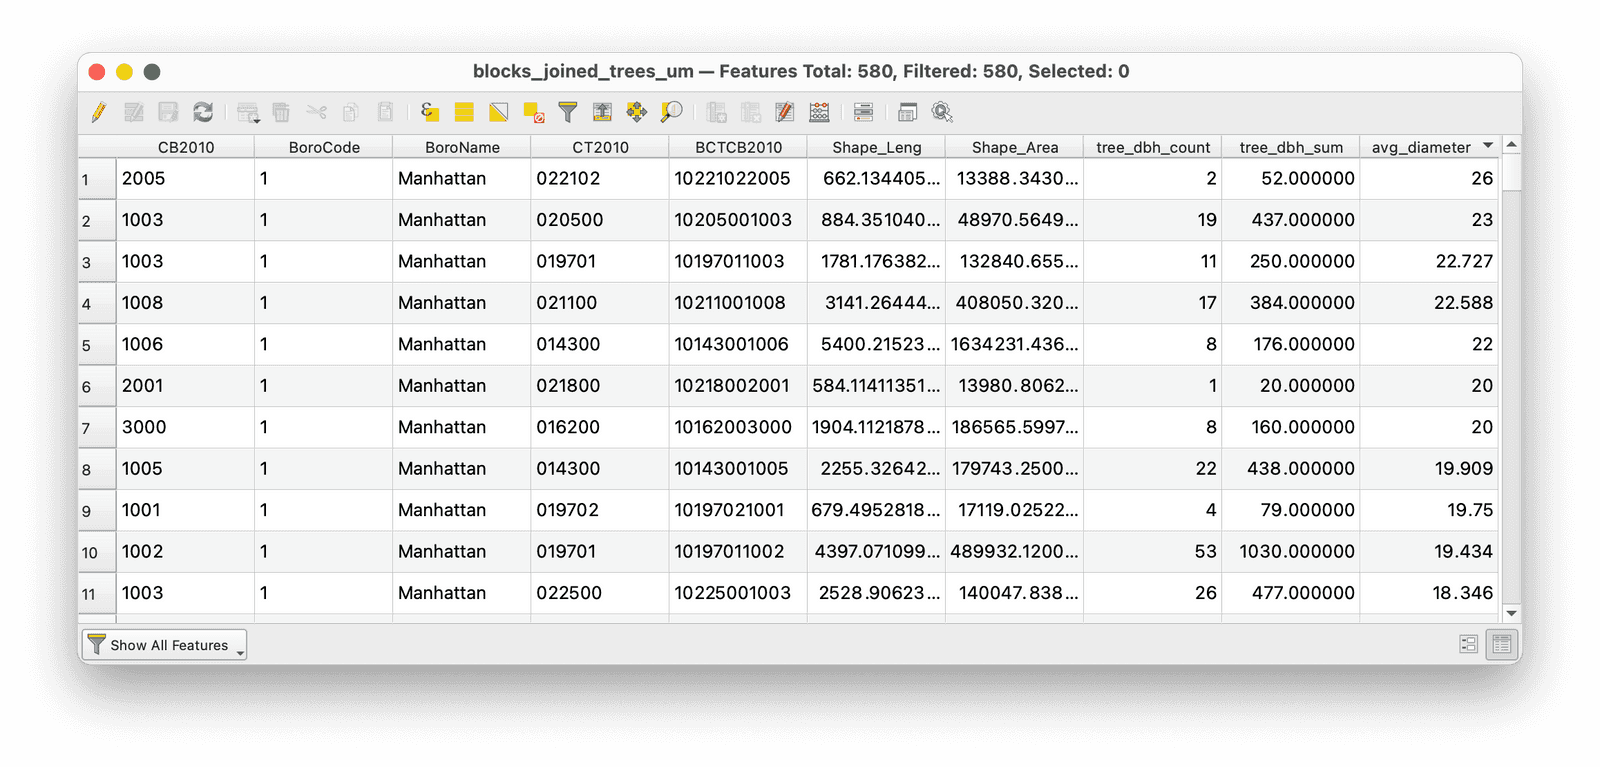 blocks_joined_trees_um — Features Total: 580, Filtered: 580, Selected: 0
CB2010 BoroCode BoroName CT2010 BCTCB2010 Shape_Leng Shape_Area tree_dbh_count tree_dbh_sum avg_diameter
1 2005 1 Manhattan 022102 10221022005 662.134405... 13388.3430... 2 52.000000 26
2 1003 1 Manhattan 020500 10205001003 884.351040... 48970.5649... 19 437.000000 23
3 1003 1 Manhattan 019701 10197011003 1781.176382... 132840.655... 11 250.000000 22.727
4 1008 1 Manhattan 021100 10211001008 3141.26444... 408050.320... 17 384.000000 22.588
5 1006 1 Manhattan 014300 10143001006 5400.21523... 1634231.436... 8 176.000000 22
6 2001 1 Manhattan 021800 10218002001 584.11411351... 13980.8062... 1 20.000000 20
7 3000 1 Manhattan 016200 10162003000 1904.1121878... 186565.5997... 8 160.000000 20
8 1005 1 Manhattan 014300 10143001005 2255.32642... 179743.2500... 22 438.000000 19.909
9 1001 1 Manhattan 019702 10197021001 679.4952818... 17119.02522... 4 79.000000 19.75
10 1002 1 Manhattan 019701 10197011002 4397.071099... 489932.1200... 53 1030.000000 19.434
11 1003 1 Manhattan 022500 10225001003 2528.90623... 140047.838... 26 477.000000 18.346
Show All Features